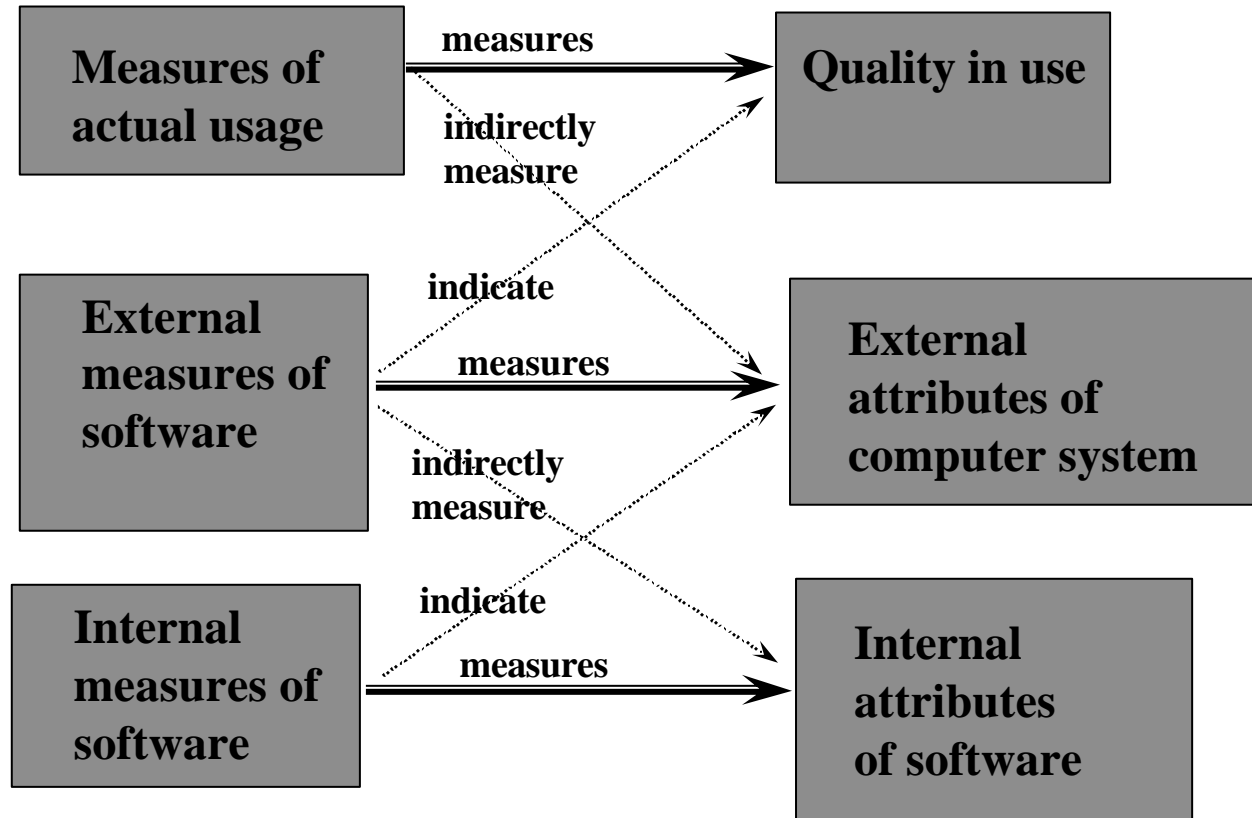 measures
Measures of
actual usage
Quality in use
indirectly
measure
indicate
External
measures of
software
measures
External
attributes of
computer system
indirectly
measure
indicate
Internal
measures of
software
measures
Internal
attributes
of software